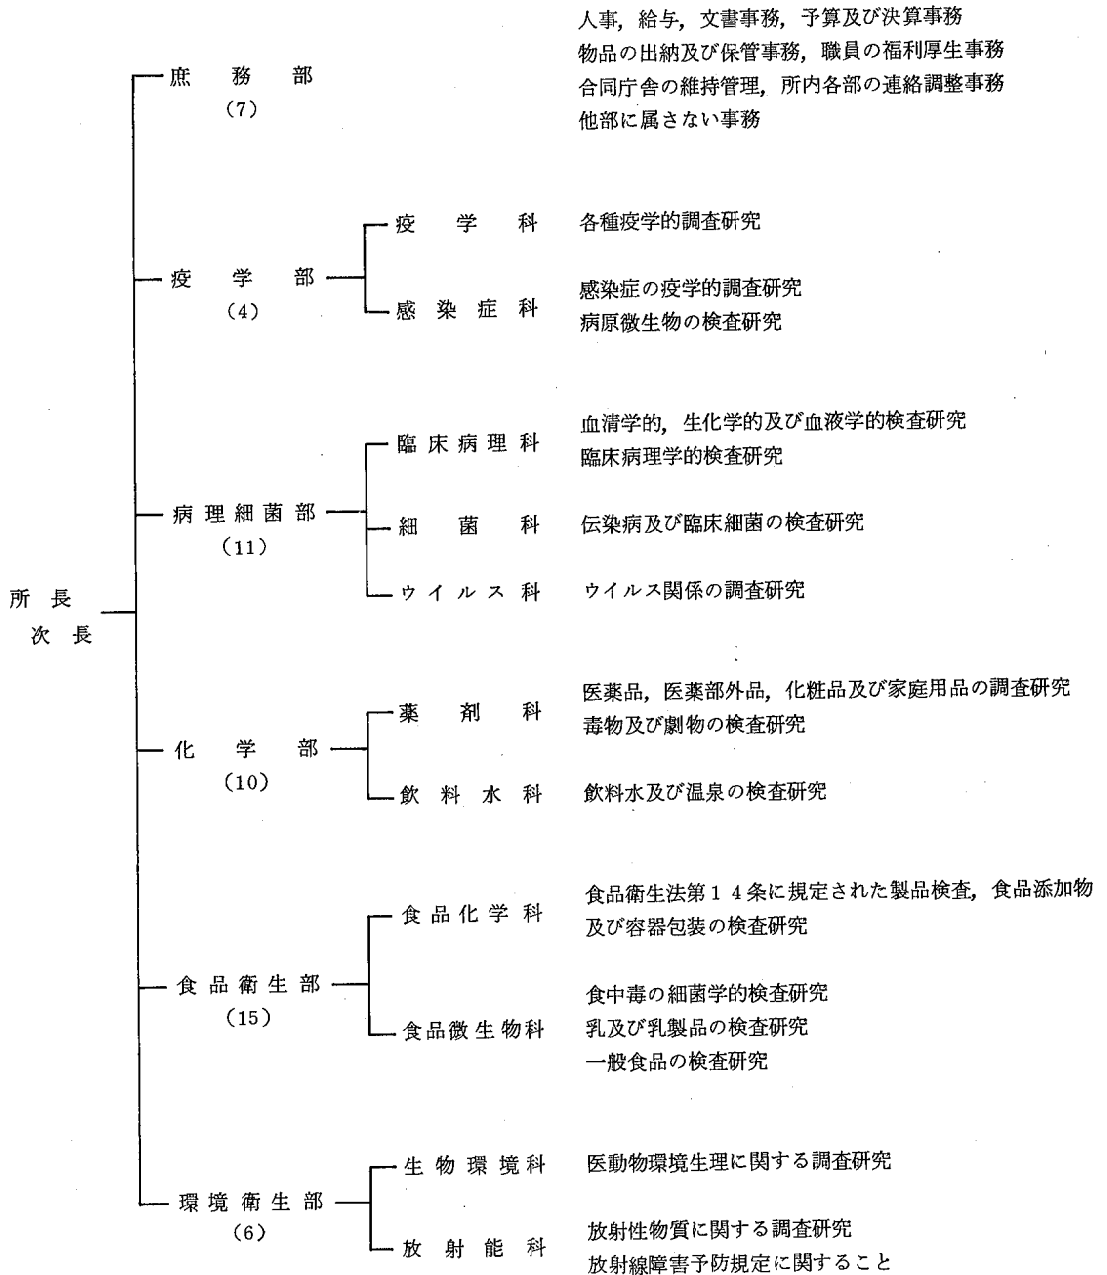 所長
次長
庶務部
(7)
人事，給与，文書事務，予算及び決算事務
物品の出納及び保管事務，職員の福利厚生事務
合同庁舎の維持管理，所内各部の連絡調整事務
他部に属さない事務
疫学部
(4)
疫学科
各種疫学的調査研究
感染症科
感染症の疫学的調査研究
病原微生物の検査研究
病理細菌部
(11)
臨床病理科
血清学的，生化学的及び血液学的検査研究
臨床病理学的検査研究
細菌科
伝染病及び臨床細菌の検査研究
ウイルス科
ウイルス関係の調査研究
化学部
(10)
薬剤科
医薬品，医薬部外品，化粧品及び家庭用品の調査研究
毒物及び劇物の検査研究
飲料水科
飲料水及び温泉の検査研究
食品衛生部
(15)
食品化学科
食品衛生法第14条に規定された製品検査，食品添加物
及び容器包装の検査研究
食品微生物科
食中毒の細菌学的検査研究
乳及び乳製品の検査研究
一般食品の検査研究
環境衛生部
(6)
生物環境科
医動物環境生理に関する調査研究
放射能科
放射性物質に関する調査研究
放射線障害予防規定に関すること